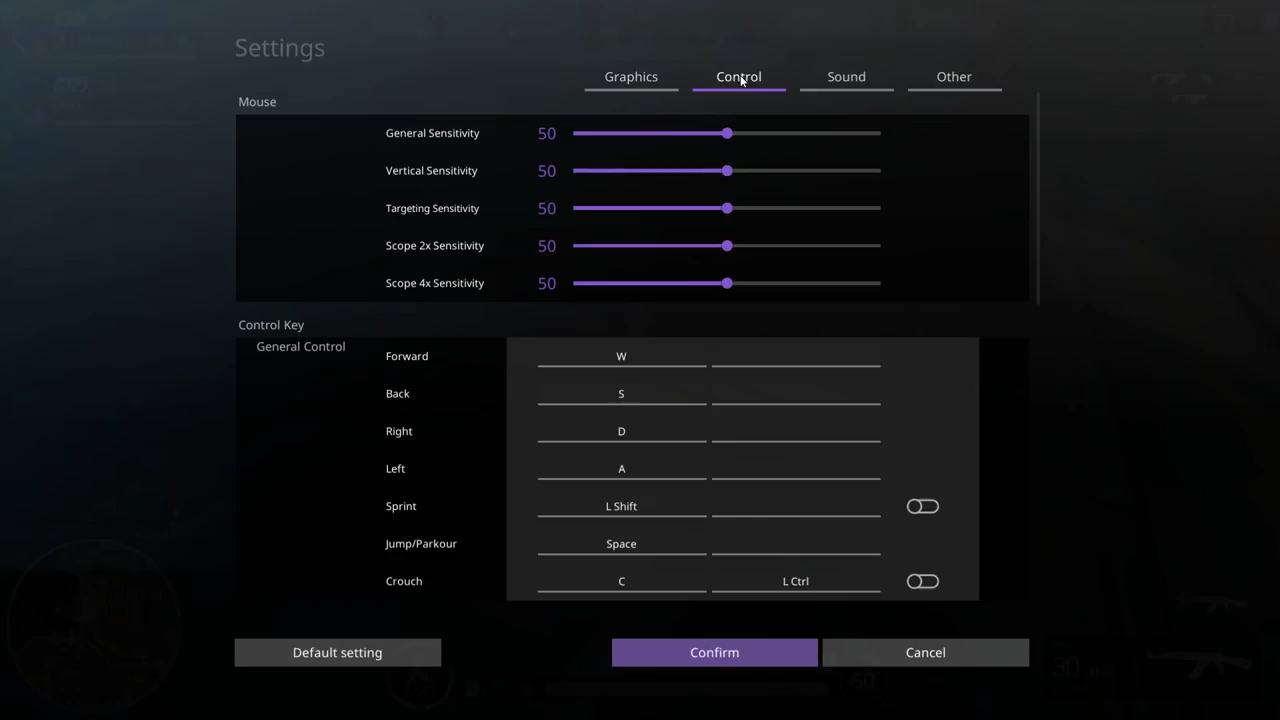 Settings
Graphics Control Sound Other
Mouse
General Sensitivity 50
Vertical Sensitivity 50
Targeting Sensitivity 50
Scope 2x Sensitivity 50
Scope 4x Sensitivity 50
Control Key
General Control
Forward W
Back S
Right D
Left A
Sprint L Shift
Jump/Parkour Space
Crouch C L Ctrl
Default setting Confirm Cancel
30
60